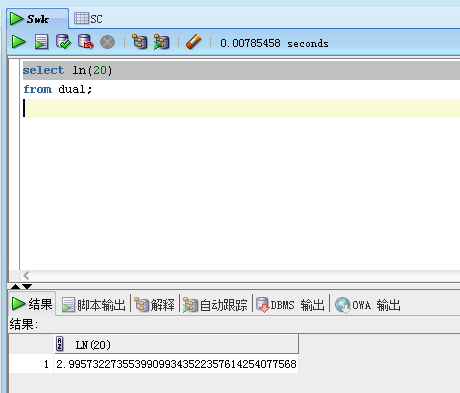 Swk SC
0.00785458 seconds
select ln(20)
from dual;
结果 脚本输出 解释 自动跟踪 DBMS 输出 OWA 输出
结果:
LN(20)
1 2.99573227355399099343522357614254077568